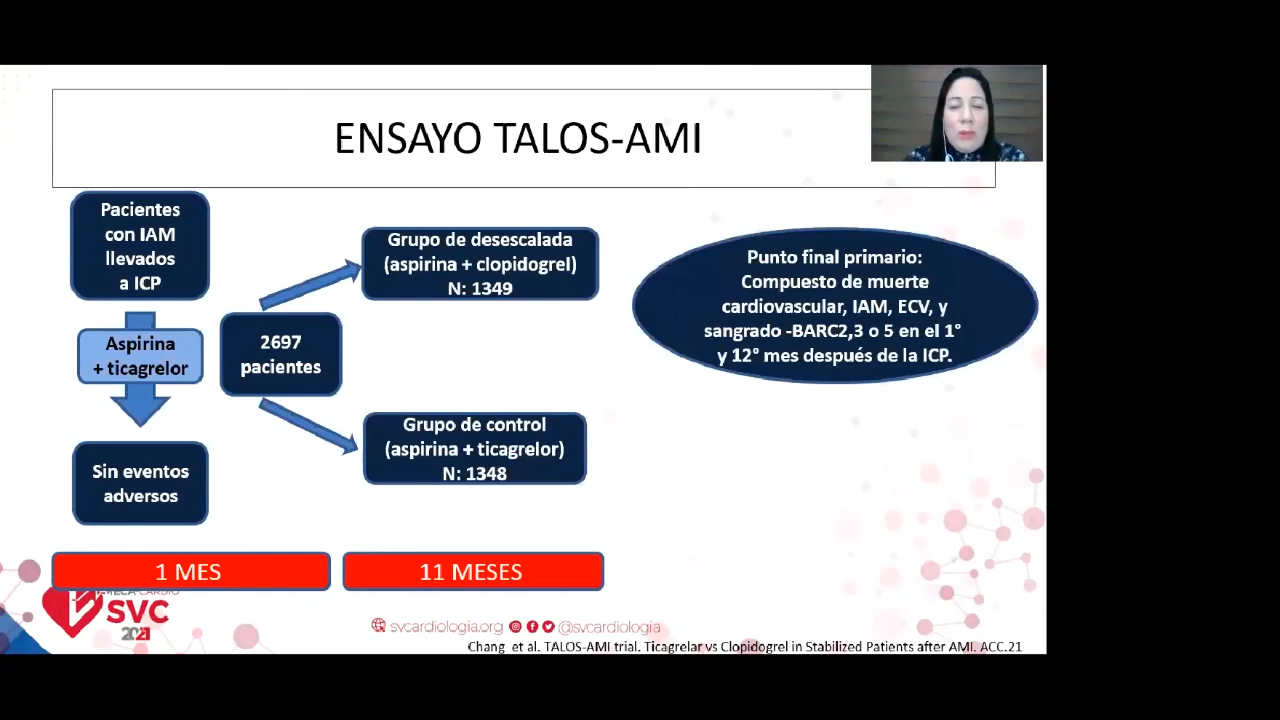 ENSAYO TALOS-AMI
Pacientes
con IAM
llevados
a ICP
Aspirina
+ ticagrelor
Sin eventos
adversos
2697
pacientes
Grupo de desescalada
(aspirina + clopidogrel)
N: 1349
Grupo de control
(aspirina + ticagrelor)
N: 1348
Punto final primario:
Compuesto de muerte
cardiovascular, IAM, ECV, y
sangrado -BARC2,3 o 5 en el 1°
y 12° mes después de la ICP.
1 MES
11 MESES
SVC
2021
svcardiologia.org @svcardiologia
Chang et al. TALOS-AMI trial. Ticagrelar vs Clopidogrel in Stabilized Patients after AMI. ACC.21